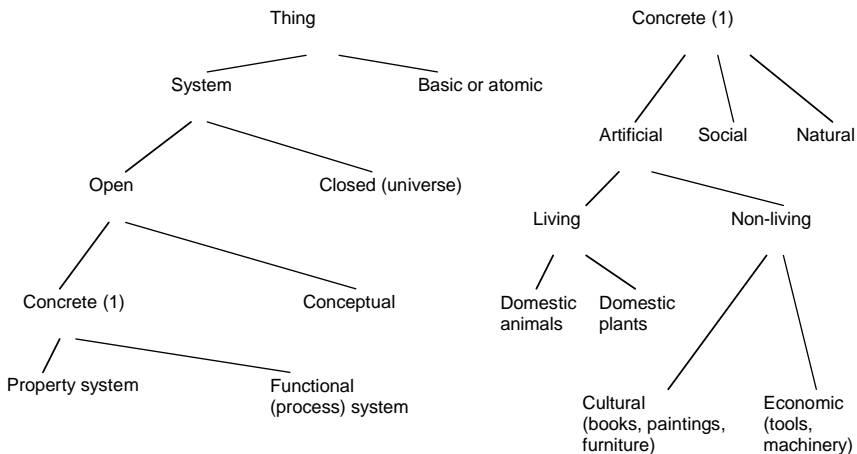 Thing
System
Basic or atomic
Open
Closed (universe)
Concrete (1)
Conceptual
Property system
Functional
(process) system
Concrete (1)
Artificial
Social
Natural
Living
Non-living
Domestic
animals
Domestic
plants
Cultural
(books, paintings,
furniture)
Economic
(tools,
machinery)